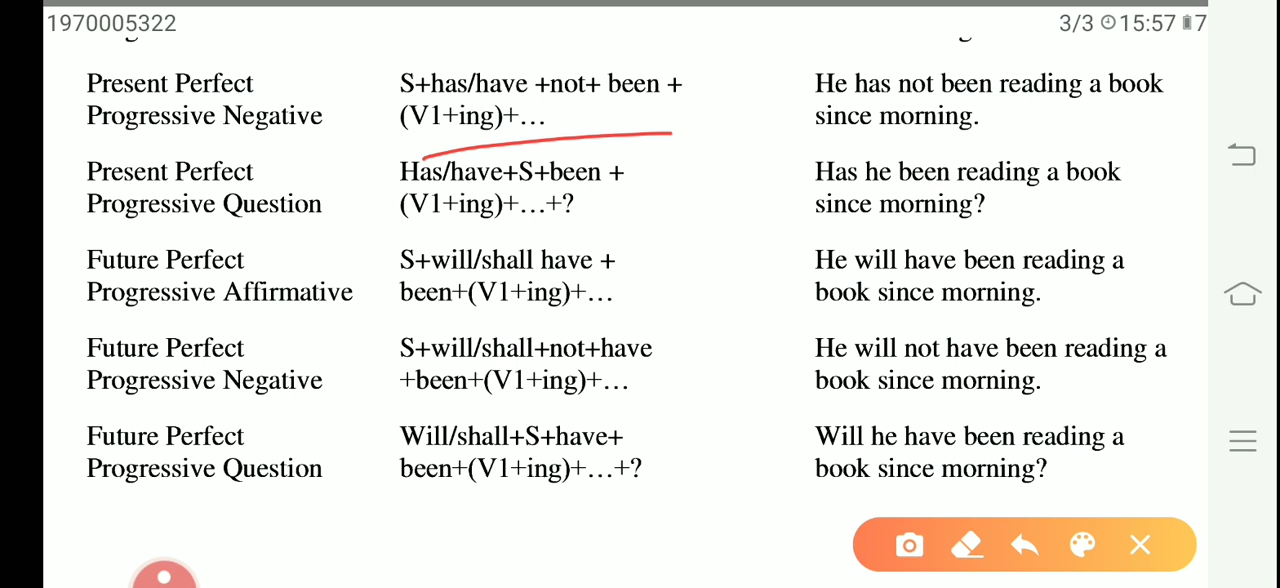 1970005322
3/3 15:57 7
Present Perfect
Progressive Negative
S+has/have +not+ been +
(V1+ing)+…
He has not been reading a book
since morning.
Present Perfect
Progressive Question
Has/have+S+been +
(V1+ing)+…+?
Has he been reading a book
since morning?
Future Perfect
Progressive Affirmative
S+will/shall have +
been+(V1+ing)+…
He will have been reading a
book since morning.
Future Perfect
Progressive Negative
S+will/shall+not+have
+been+(V1+ing)+…
He will not have been reading a
book since morning.
Future Perfect
Progressive Question
Will/shall+S+have+
been+(V1+ing)+…+?
Will he have been reading a
book since morning?